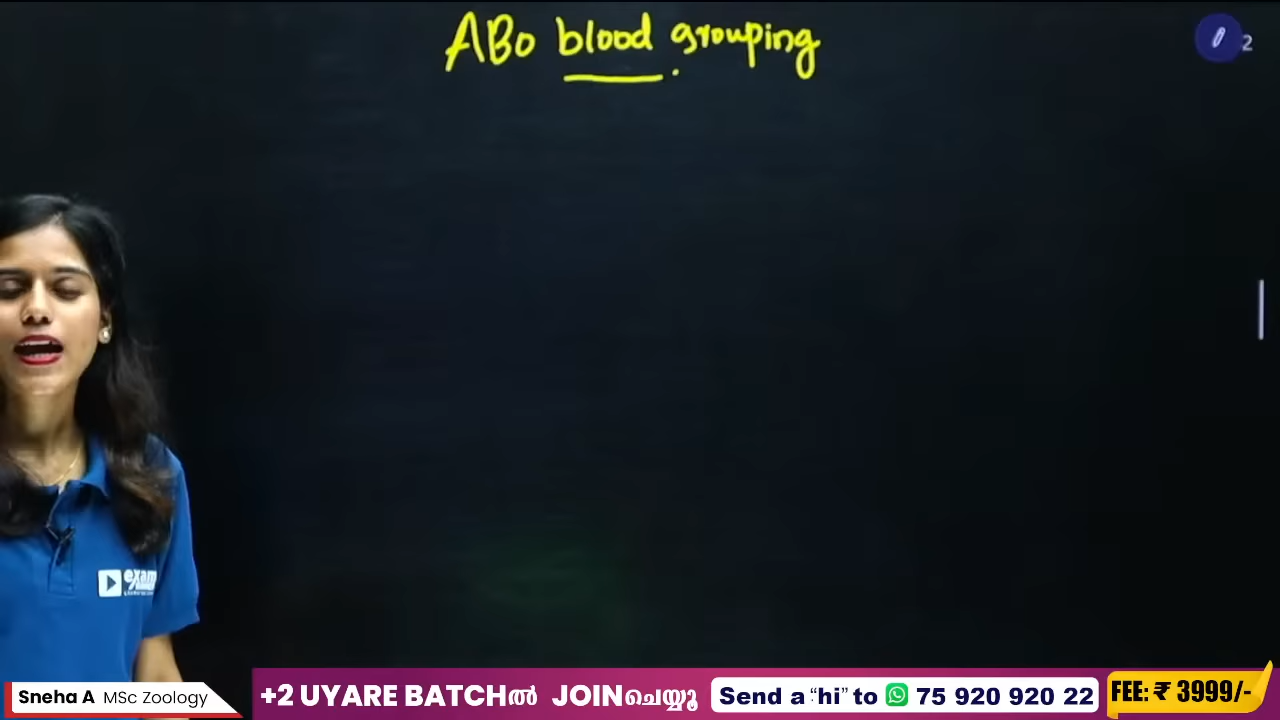 ABO blood grouping
2
exam
Sneha A MSc Zoology
+2 UYARE BATCHൽ JOINചെയ്യൂ
Send a “hi” to 75 920 920 22
FEE: ₹ 3999/-